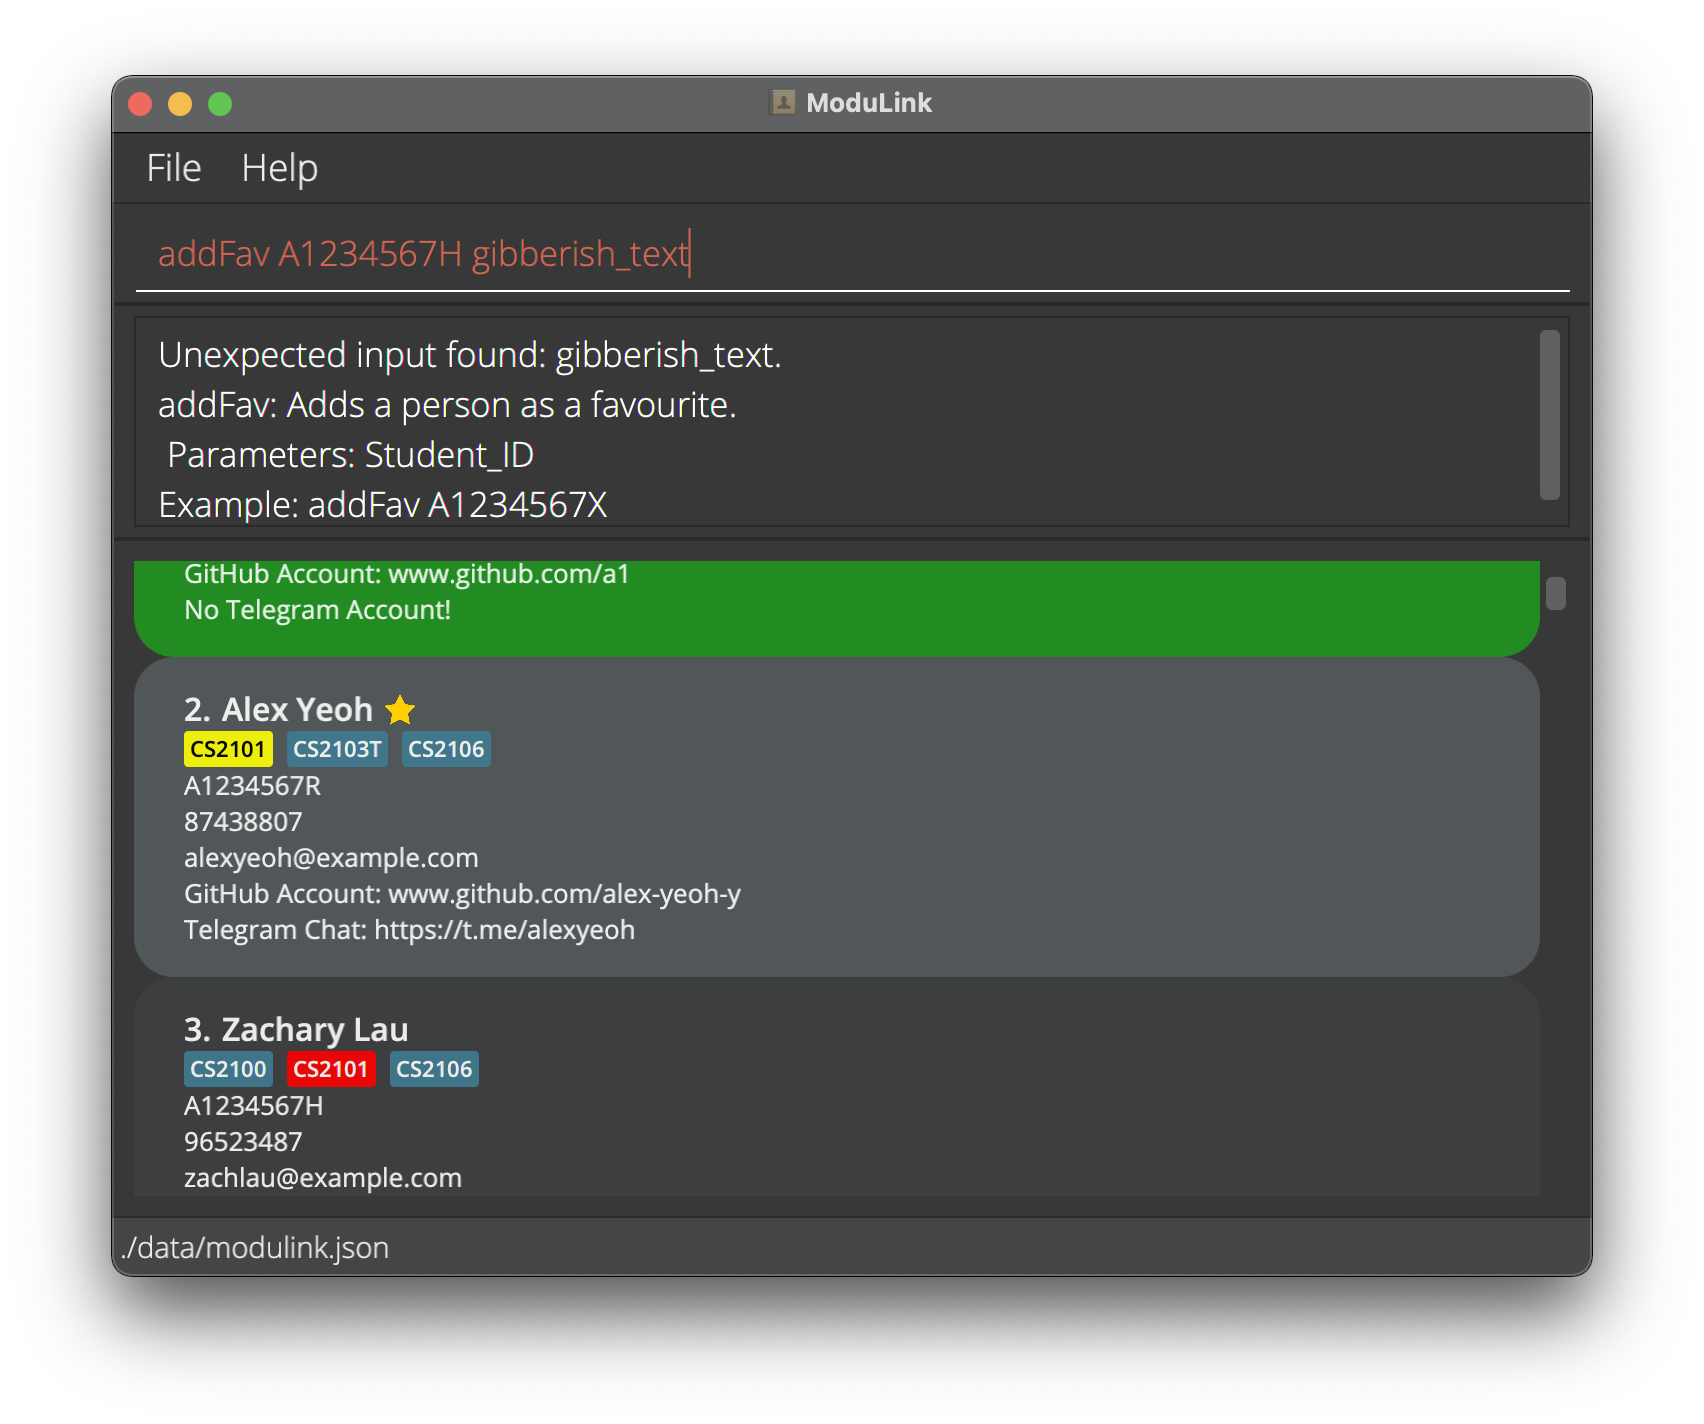 ModuLink
File Help
addFav A1234567H gibberish_text
Unexpected input found: gibberish_text.
addFav: Adds a person as a favourite.
Parameters: Student_ID
Example: addFav A1234567X
GitHub Account: www.github.com/a1
No Telegram Account!
2. Alex Yeoh
CS2101 CS2103T CS2106
A1234567R
87438807
alexyeoh@example.com
GitHub Account: www.github.com/alex-yeoh-y
Telegram Chat: https://t.me/alexyeoh
3. Zachary Lau
CS2100 CS2101 CS2106
A1234567H
96523487
zachlau@example.com
./data/modulink.json